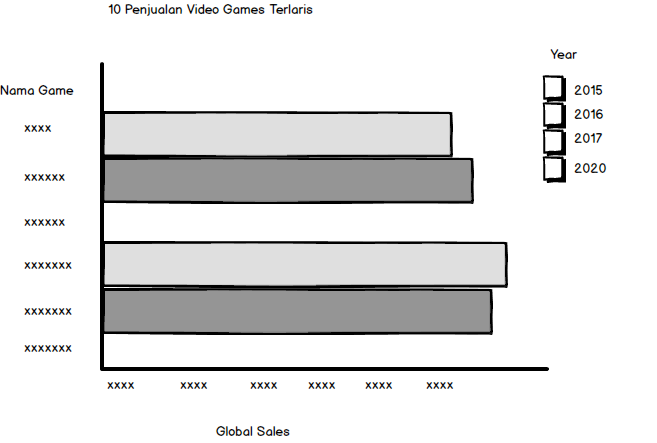 10 Penjualan Video Games Terlaris
Year
2015
2016
2017
2020
Nama Game
xxxx
xxxxxx
xxxxxx
xxxxxxx
xxxxxxx
xxxxxxx
xxxx xxxx xxxx xxxx xxxx xxxx
Global Sales